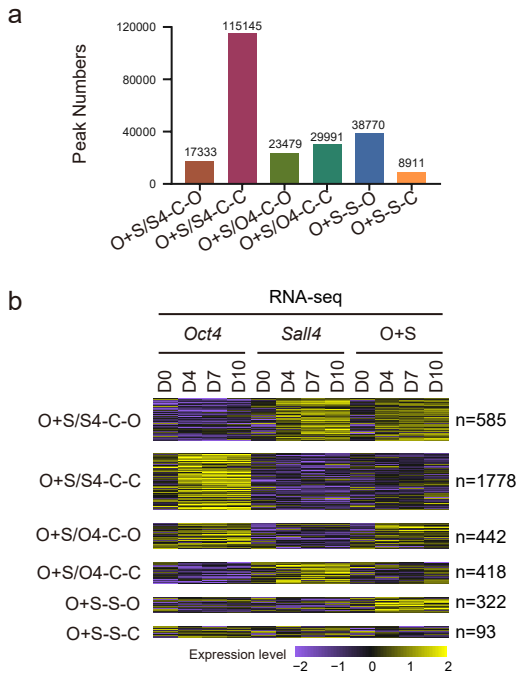 a
Peak Numbers
120000
80000
40000
0
17333
115145
23479
29991
38770
8911
O+S/S4-C-O
O+S/S4-C-C
O+S/O4-C-O
O+S/O4-C-C
O+S-S-O
O+S-S-C
b
RNA-seq
Oct4 Sall4 O+S
D0 D4 D7 D10 D0 D4 D7 D10 D0 D4 D7 D10
O+S/S4-C-O n=585
O+S/S4-C-C n=1778
O+S/O4-C-O n=442
O+S/O4-C-C n=418
O+S-S-O n=322
O+S-S-C n=93
Expression level
−2 −1 0 1 2